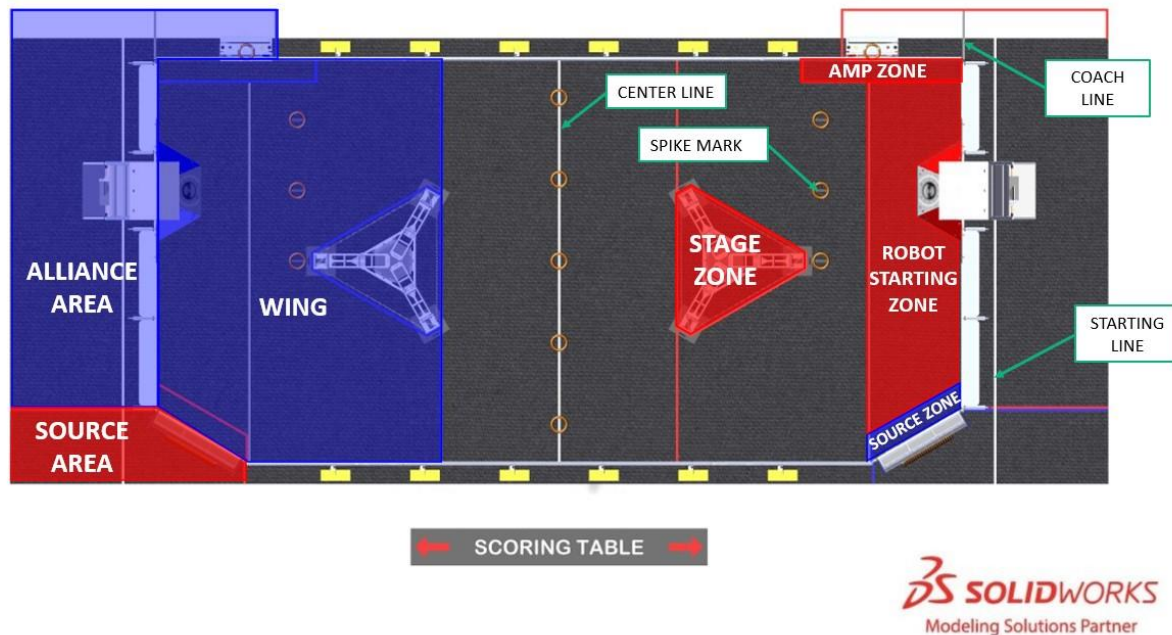 AMP ZONE
COACH
LINE
CENTER LINE
SPIKE MARK
ALLIANCE
AREA
WING
STAGE
ZONE
ROBOT
STARTING
ZONE
STARTING
LINE
SOURCE
AREA
SOURCE ZONE
SCORING TABLE
SOLIDWORKS
Modeling Solutions Partner